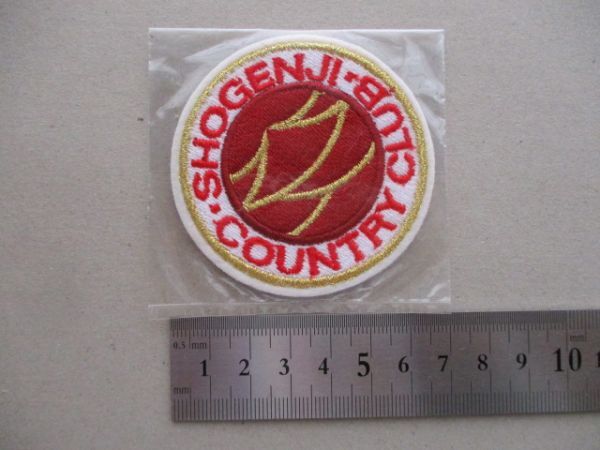 SHOGENJI · COUNTRY CLUB ·
0.5 mm
1 2 3 4 5 6 7 8 9 10
mm